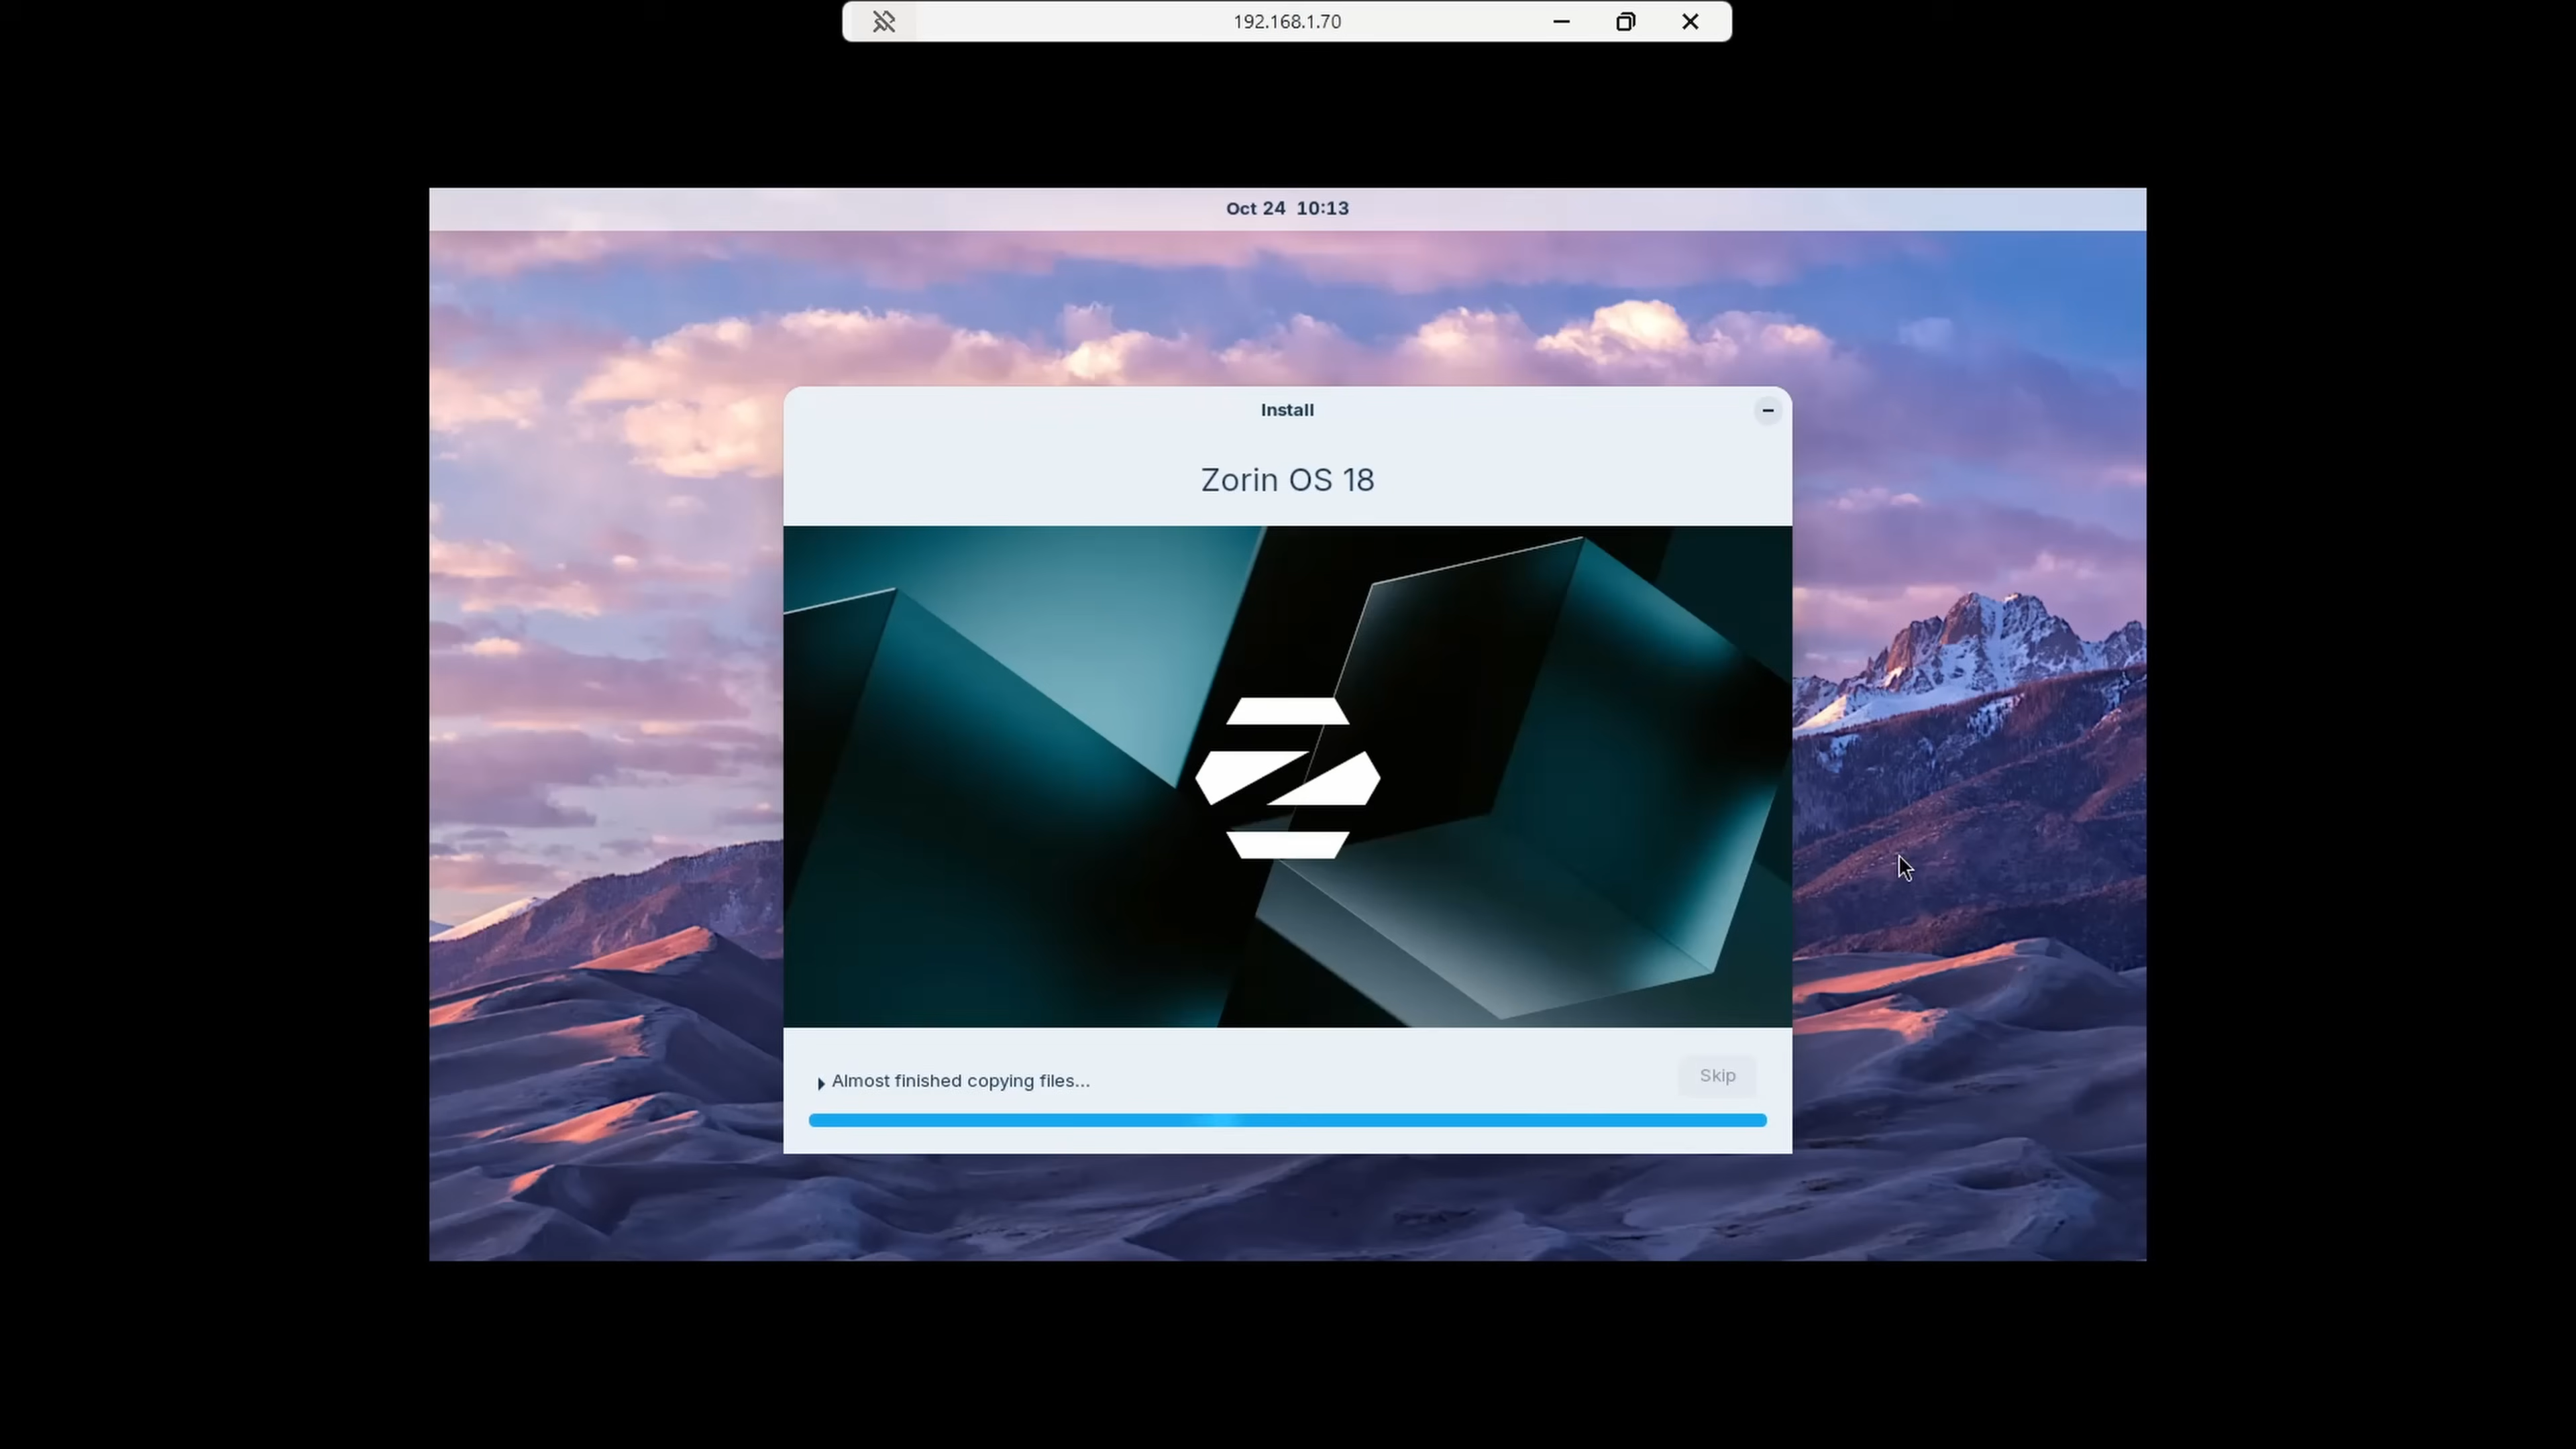 192.168.1.70
Oct 24 10:13
Install
Zorin OS 18
Almost finished copying files...
Skip